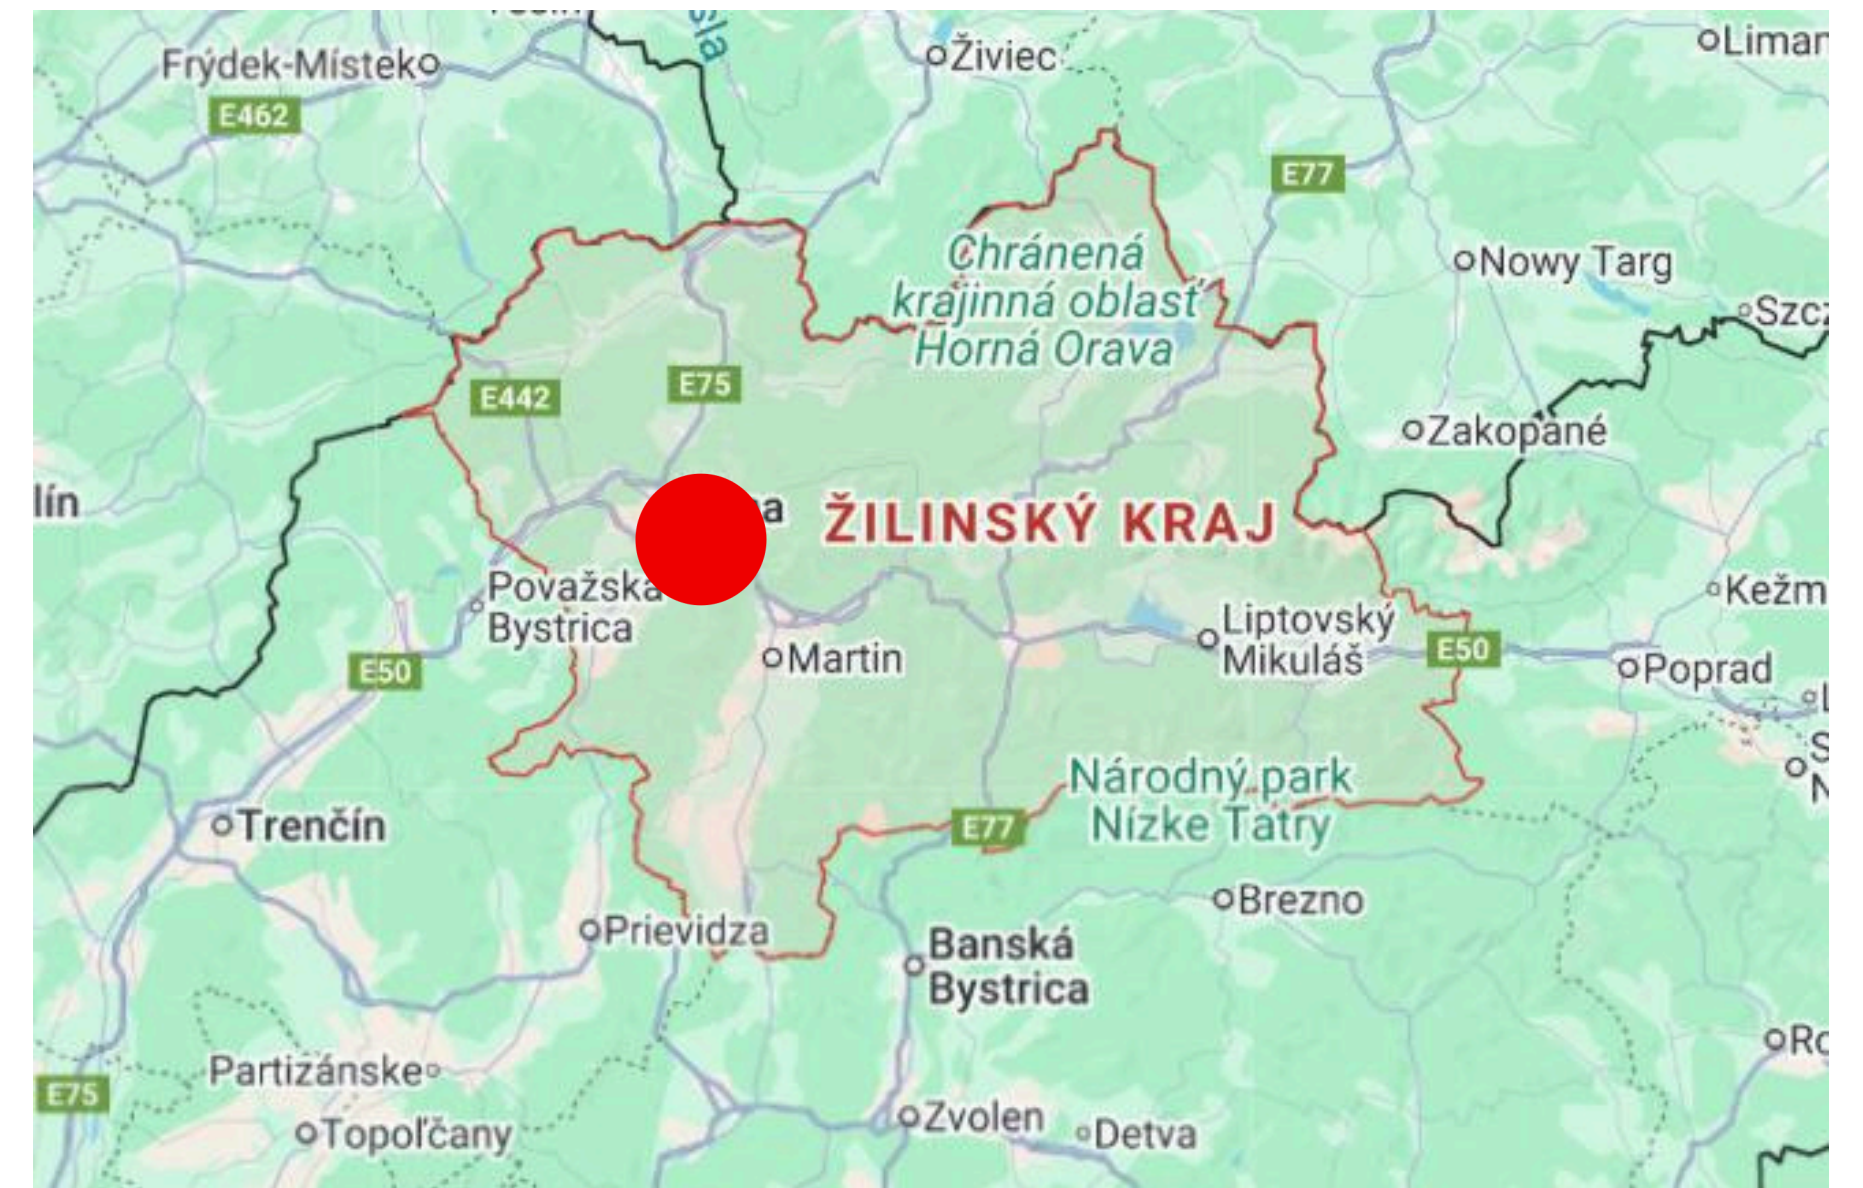 Frýdek-Místek
Živiec
E462
E77
Chránená
krajinná oblasť
Horná Orava
Nowy Targ
E442
E75
Zakopané
lín
a
ŽILINSKÝ KRAJ
Považská
Bystrica
Liptovský
Mikuláš
Kežm
E50
Martin
E50
Poprad
Národný park
Nízke Tatry
Trenčín
E77
Brezno
Prievidza
Banská
Bystrica
Partizánske
E75
Topoľčany
Zvolen
Detva